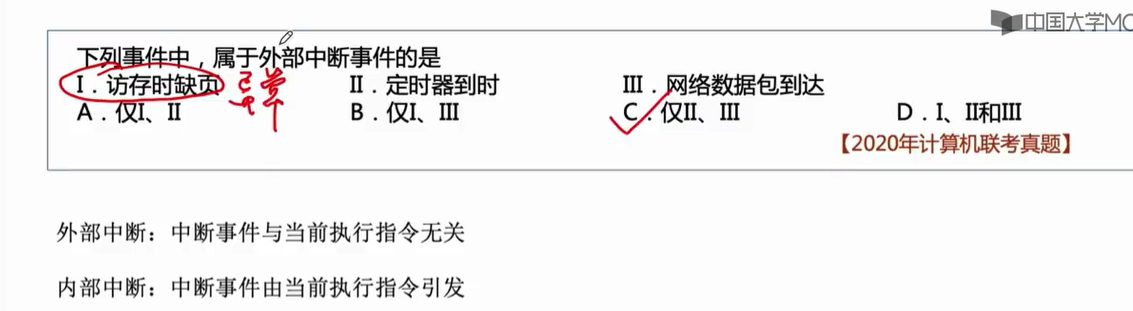 中国大学MO
下列事件中，属于外部中断事件的是
I．访存时缺页 异常 II．定时器到时 III．网络数据包到达
A．仅I、II B．仅I、III C．仅II、III D．I、II和III
【2020年计算机联考真题】
外部中断：中断事件与当前执行指令无关
内部中断：中断事件由当前执行指令引发